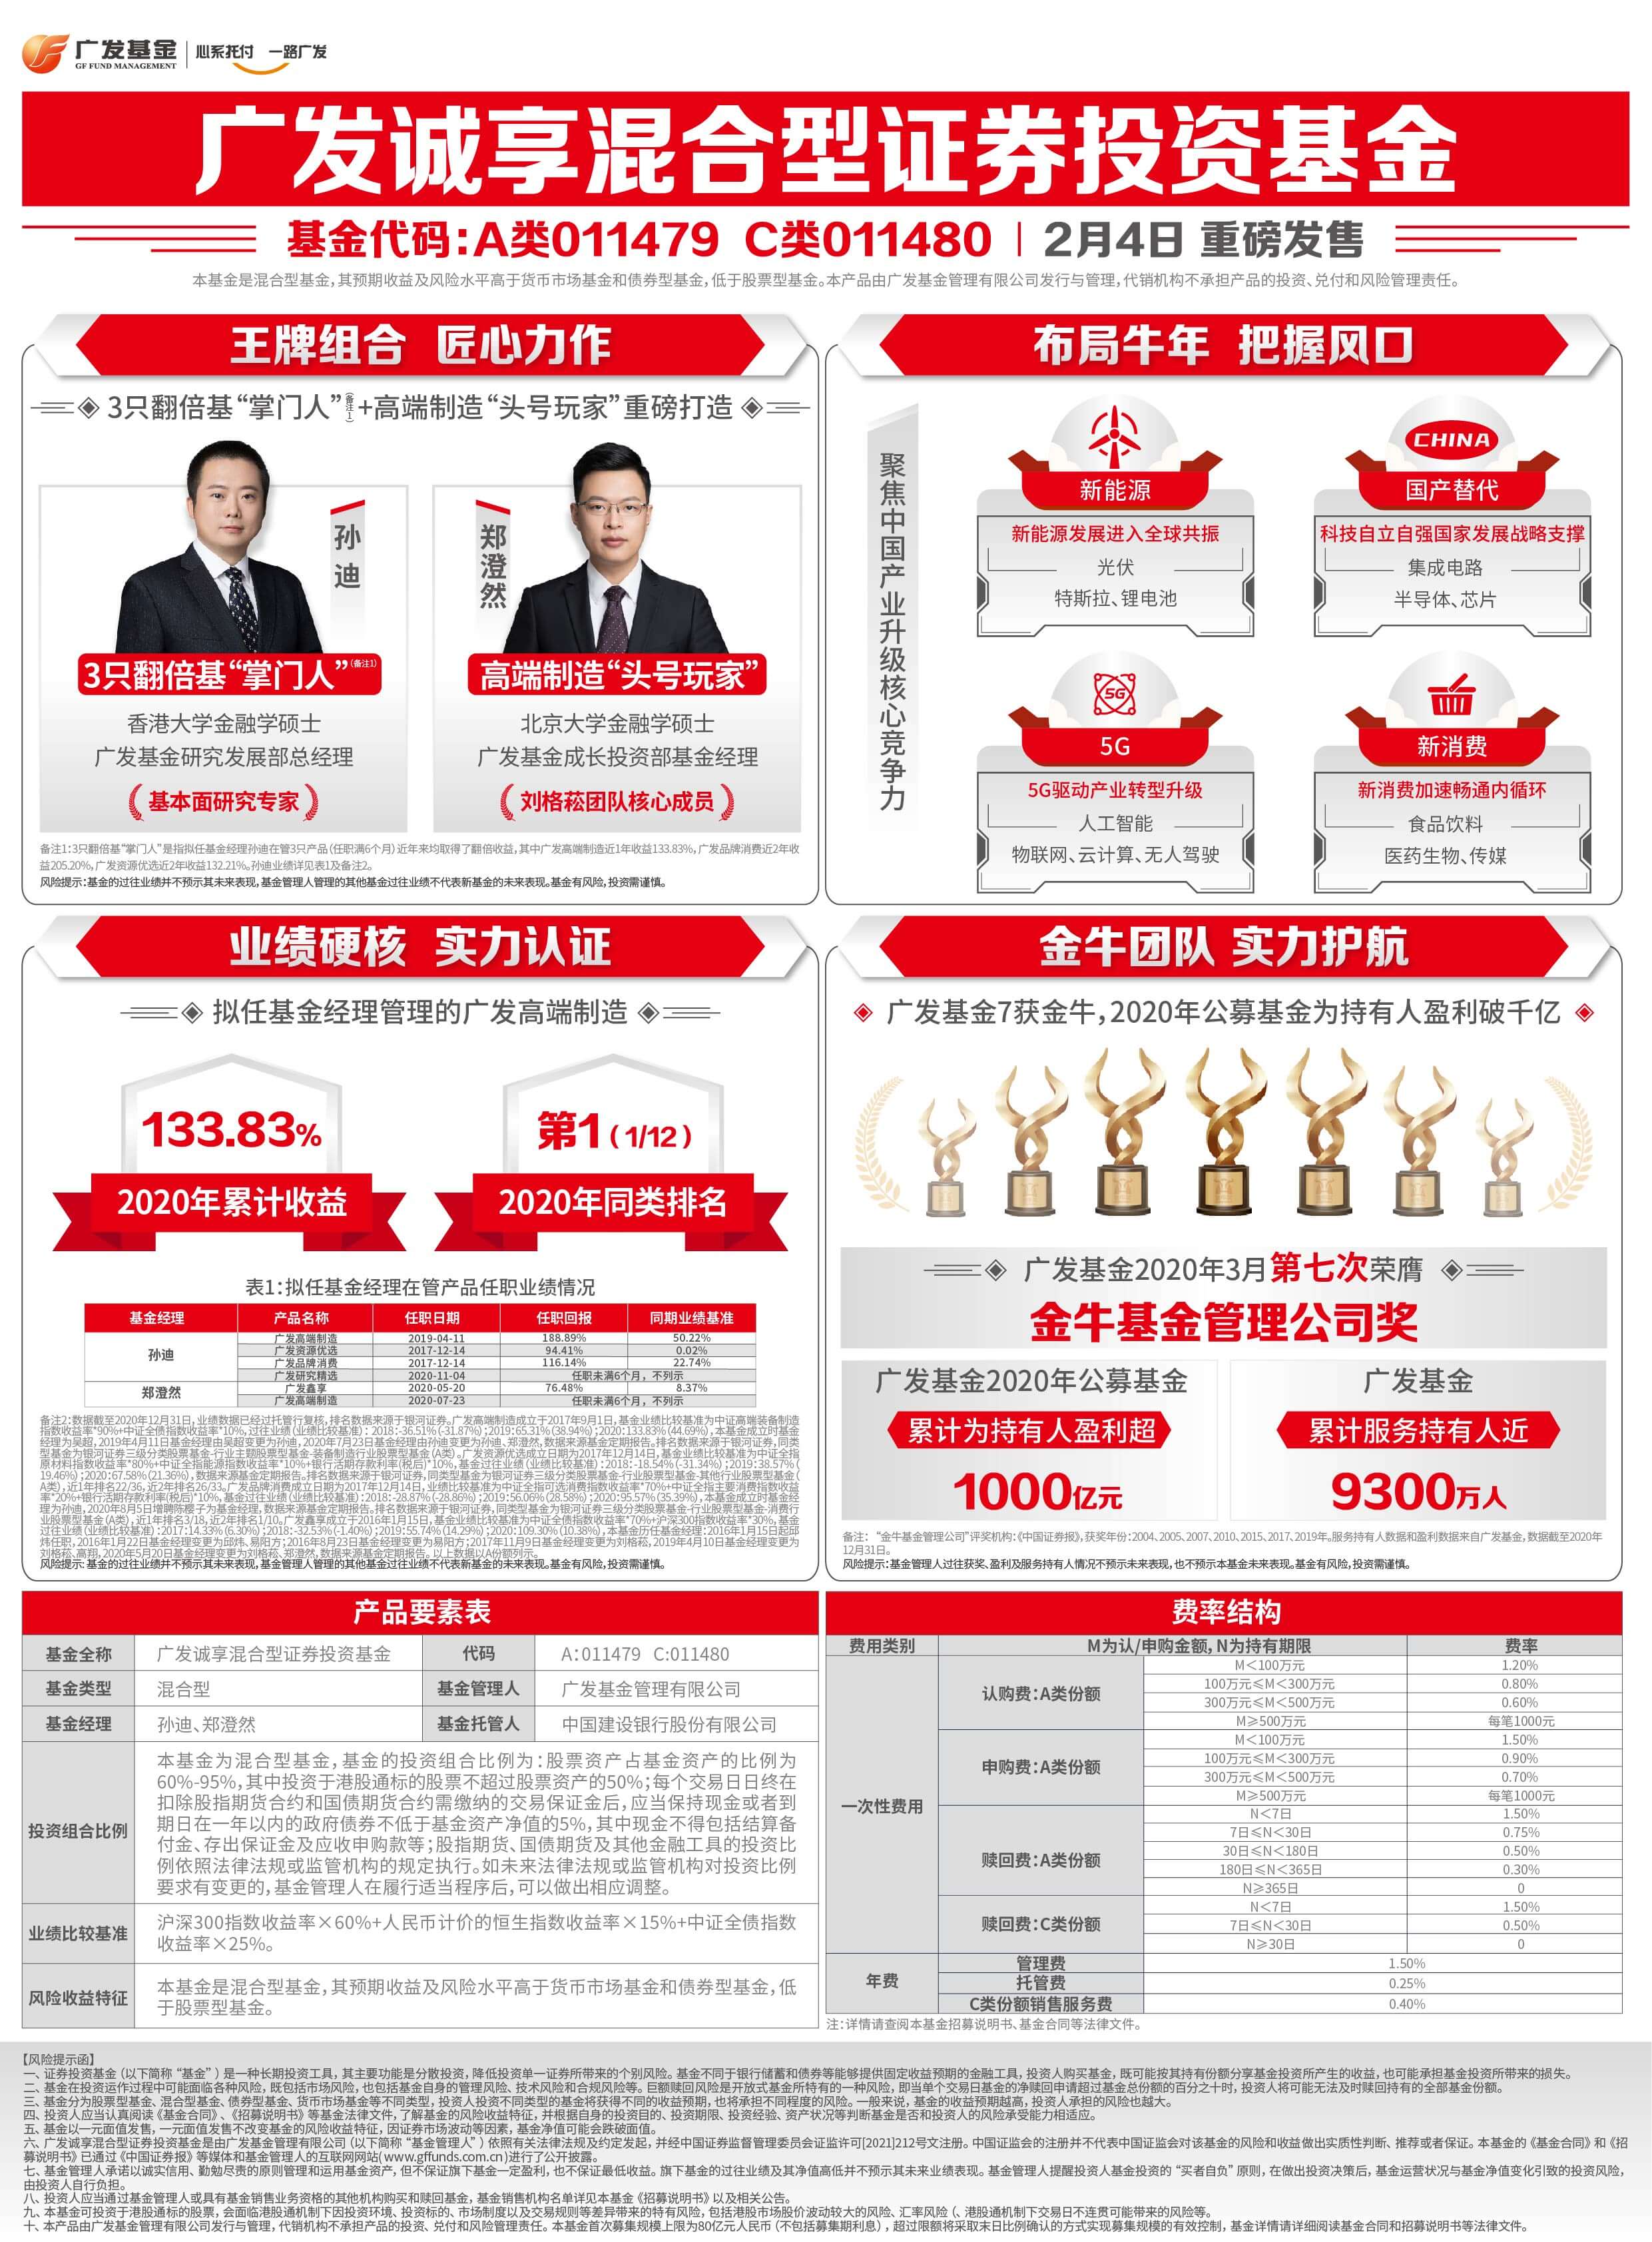 广发基金
GF FUND MANAGEMENT
心系托付 一路广发
广发诚享混合型证券投资基金
基金代码:A类011479 C类011480 | 2月4日 重磅发售
本基金是混合型基金,其预期收益及风险水平高于货币市场基金和债券型基金,低于股票型基金。本产品由广发基金管理有限公司发行与管理,代销机构不承担产品的投资、兑付和风险管理责任。
王牌组合 匠心力作
3只翻倍基“掌门人”(备注1)+高端制造“头号玩家”重磅打造
孙迪
郑澄然
3只翻倍基“掌门人”(备注1)
香港大学金融学硕士
广发基金研究发展部总经理
基本面研究专家
高端制造“头号玩家”
北京大学金融学硕士
广发基金成长投资部基金经理
刘格菘团队核心成员
备注1:3只翻倍基“掌门人”是指拟任基金经理孙迪在管3只产品(任职满6个月)近年来均取得了翻倍收益,其中广发高端制造近1年收益133.83%,广发品牌消费近2年收
益205.20%,广发资源优选近2年收益132.21%。孙迪业绩详见表1及备注2。
风险提示:基金的过往业绩并不预示其未来表现,基金管理人管理的其他基金过往业绩不代表新基金的未来表现。基金有风险,投资需谨慎。
布局牛年 把握风口
聚焦中国产业升级核心竞争力
新能源
新能源发展进入全球共振
光伏
特斯拉、锂电池
CHINA
国产替代
科技自立自强国家发展战略支撑
集成电路
半导体、芯片
5G
5G
5G驱动产业转型升级
人工智能
物联网、云计算、无人驾驶
新消费
新消费加速畅通内循环
食品饮料
医药生物、传媒
业绩硬核 实力认证
拟任基金经理管理的广发高端制造
133.83%
2020年累计收益
第1(1/12)
2020年同类排名
表1:拟任基金经理在管产品任职业绩情况
基金经理 产品名称 任职日期 任职回报 同期业绩基准
孙迪 广发高端制造 2019-04-11 188.89% 50.22%
广发资源优选 2017-12-14 94.41% 0.02%
广发品牌消费 2017-12-14 116.14% 22.74%
广发研究精选 2020-11-04 任职未满6个月,不列示
郑澄然 广发鑫享 2020-05-20 76.48% 8.37%
广发高端制造 2020-07-23 任职未满6个月,不列示
备注2:数据截至2020年12月31日,业绩数据已经过托管行复核,排名数据来源于银河证券。广发高端制造成立于2017年9月1日,基金业绩比较基准为中证高端装备制造
指数收益率*90%+中证全债指数收益率*10%,过往业绩(业绩比较基准):2018:-36.51%(-31.87%);2019:65.31%(38.94%);2020:133.83%(44.69%),本基金成立时基金
经理为吴超,2019年4月11日基金经理由吴超变更为孙迪,2020年7月23日基金经理由孙迪变更为孙迪、郑澄然,数据来源基金定期报告。排名数据来源于银河证券,同类
型基金为银河证券三级分类股票基金-行业主题股票型基金-装备制造行业股票型基金(A类)。广发资源优选成立日期为2017年12月14日,基金业绩比较基准为中证全指
原材料指数收益率*80%+中证全指能源指数收益率*10%+银行活期存款利率(税后)*10%,基金过往业绩(业绩比较基准):2018:-18.54%(-31.34%);2019:38.57%(
19.46%);2020:67.58%(21.36%),数据来源基金定期报告。排名数据来源于银河证券,同类型基金为银河证券三级分类股票基金-行业股票型基金-其他行业股票型基金(
A类),近1年排名22/36,近2年排名26/33。广发品牌消费成立日期为2017年12月14日,业绩比较基准为中证全指可选消费指数收益率*70%+中证全指主要消费指数收益
率*20%+银行活期存款利率(税后)*10%,基金过往业绩(业绩比较基准):2018:-28.87%(-28.86%);2019:56.06%(28.58%);2020:95.57%(35.39%),本基金成立时基金经
理为孙迪,2020年8月5日增聘陈樱子为基金经理,数据来源基金定期报告。排名数据来源于银河证券,同类型基金为银河证券三级分类股票基金-行业股票型基金-消费行
业股票型基金(A类),近1年排名3/18,近2年排名1/10。广发鑫享成立于2016年1月15日,基金业绩比较基准为中证全债指数收益率*70%+沪深300指数收益率*30%,基金
过往业绩(业绩比较基准):2017:14.33%(6.30%);2018:-32.53%(-1.40%);2019:55.74%(14.29%);2020:109.30%(10.38%),本基金历任基金经理:2016年1月15日起邱
炜任职,2016年1月22日基金经理变更为邱炜、易阳方;2016年8月23日基金经理变更为易阳方;2017年11月9日基金经理变更为刘格菘,2019年4月10日基金经理变更为
刘格菘、高翔,2020年5月20日基金经理变更为刘格菘、郑澄然,数据来源基金定期报告。以上数据以A份额列示。
风险提示:基金的过往业绩并不预示其未来表现,基金管理人管理的其他基金过往业绩不代表新基金的未来表现。基金有风险,投资需谨慎。
金牛团队 实力护航
广发基金7获金牛,2020年公募基金为持有人盈利破千亿
广发基金2020年3月第七次荣膺
金牛基金管理公司奖
广发基金2020年公募基金
累计为持有人盈利超
1000亿元
广发基金
累计服务持有人近
9300万人
备注:“金牛基金管理公司”评奖机构:《中国证券报》,获奖年份:2004、2005、2007、2010、2015、2017、2019年。服务持有人数据和盈利数据来自广发基金,数据截至2020年
12月31日。
风险提示:基金管理人过往获奖、盈利及服务持有人情况不预示未来表现,也不预示本基金未来表现。基金有风险,投资需谨慎。
产品要素表
基金全称 广发诚享混合型证券投资基金 代码 A:011479 C:011480
基金类型 混合型 基金管理人 广发基金管理有限公司
基金经理 孙迪、郑澄然 基金托管人 中国建设银行股份有限公司
投资组合比例
本基金为混合型基金,基金的投资组合比例为:股票资产占基金资产的比例为
60%-95%,其中投资于港股通标的股票不超过股票资产的50%;每个交易日日终在
扣除股指期货合约和国债期货合约需缴纳的交易保证金后,应当保持现金或者到
期日在一年以内的政府债券不低于基金资产净值的5%,其中现金不得包括结算备
付金、存出保证金及应收申购款等;股指期货、国债期货及其他金融工具的投资比
例依照法律法规或监管机构的规定执行。如未来法律法规或监管机构对投资比例
要求有变更的,基金管理人在履行适当程序后,可以做出相应调整。
业绩比较基准
沪深300指数收益率×60%+人民币计价的恒生指数收益率×15%+中证全债指数
收益率×25%。
风险收益特征
本基金是混合型基金,其预期收益及风险水平高于货币市场基金和债券型基金,低
于股票型基金。
费率结构
费用类别 M为认/申购金额,N为持有期限 费率
一次性费用
认购费:A类份额
M<100万元 1.20%
100万元≤M<300万元 0.80%
300万元≤M<500万元 0.60%
M≥500万元 每笔1000元
申购费:A类份额
M<100万元 1.50%
100万元≤M<300万元 0.90%
300万元≤M<500万元 0.70%
M≥500万元 每笔1000元
赎回费:A类份额
N<7日 1.50%
7日≤N<30日 0.75%
30日≤N<180日 0.50%
180日≤N<365日 0.30%
N≥365日 0
赎回费:C类份额
N<7日 1.50%
7日≤N<30日 0.50%
N≥30日 0
年费
管理费 1.50%
托管费 0.25%
C类份额销售服务费 0.40%
注:详情请查阅本基金招募说明书、基金合同等法律文件。
【风险提示函】
一、证券投资基金(以下简称“基金”)是一种长期投资工具,其主要功能是分散投资,降低投资单一证券所带来的个别风险。基金不同于银行储蓄和债券等能够提供固定收益预期的金融工具,投资人购买基金,既可能按其持有份额分享基金投资所产生的收益,也可能承担基金投资所带来的损失。
二、基金在投资运作过程中可能面临各种风险,既包括市场风险,也包括基金自身的管理风险、技术风险和合规风险等。巨额赎回风险是开放式基金所特有的一种风险,即当单个交易日基金的净赎回申请超过基金总份额的百分之十时,投资人将可能无法及时赎回持有的全部基金份额。
三、基金分为股票型基金、混合型基金、债券型基金、货币市场基金等不同类型,投资人投资不同类型的基金将获得不同的收益预期,也将承担不同程度的风险。一般来说,基金的收益预期越高,投资人承担的风险也越大。
四、投资人应当认真阅读《基金合同》、《招募说明书》等基金法律文件,了解基金的风险收益特征,并根据自身的投资目的、投资期限、投资经验、资产状况等判断基金是否和投资人的风险承受能力相适应。
五、基金以一元面值发售,一元面值发售不改变基金的风险收益特征,因证券市场波动等因素,基金净值可能会跌破面值。
六、广发诚享混合型证券投资基金是由广发基金管理有限公司(以下简称“基金管理人”)依照有关法律法规及约定发起,并经中国证券监督管理委员会证监许可[2021]212号文注册。中国证监会的注册并不代表中国证监会对该基金的风险和收益做出实质性判断、推荐或者保证。本基金的《基金合同》和《招
募说明书》已通过《中国证券报》等媒体和基金管理人的互联网网站(www.gffunds.com.cn)进行了公开披露。
七、基金管理人承诺以诚实信用、勤勉尽责的原则管理和运用基金资产,但不保证旗下基金一定盈利,也不保证最低收益。旗下基金的过往业绩及其净值高低并不预示其未来业绩表现。基金管理人提醒投资人基金投资的“买者自负”原则,在做出投资决策后,基金运营状况与基金净值变化引致的投资风险,
由投资人自行负担。
八、投资人应当通过基金管理人或具有基金销售业务资格的其他机构购买和赎回基金,基金销售机构名单详见本基金《招募说明书》以及相关公告。
九、本基金可投资于港股通标的股票,会面临港股通机制下因投资环境、投资标的、市场制度以及交易规则等差异带来的特有风险,包括港股市场股价波动较大的风险、汇率风险(、港股通机制下交易日不连贯可能带来的风险等。
十、本产品由广发基金管理有限公司发行与管理,代销机构不承担产品的投资、兑付和风险管理责任。本基金首次募集规模上限为80亿元人民币(不包括募集期利息),超过限额将采取末日比例确认的方式实现募集规模的有效控制,基金详情请详细阅读基金合同和招募说明书等法律文件。